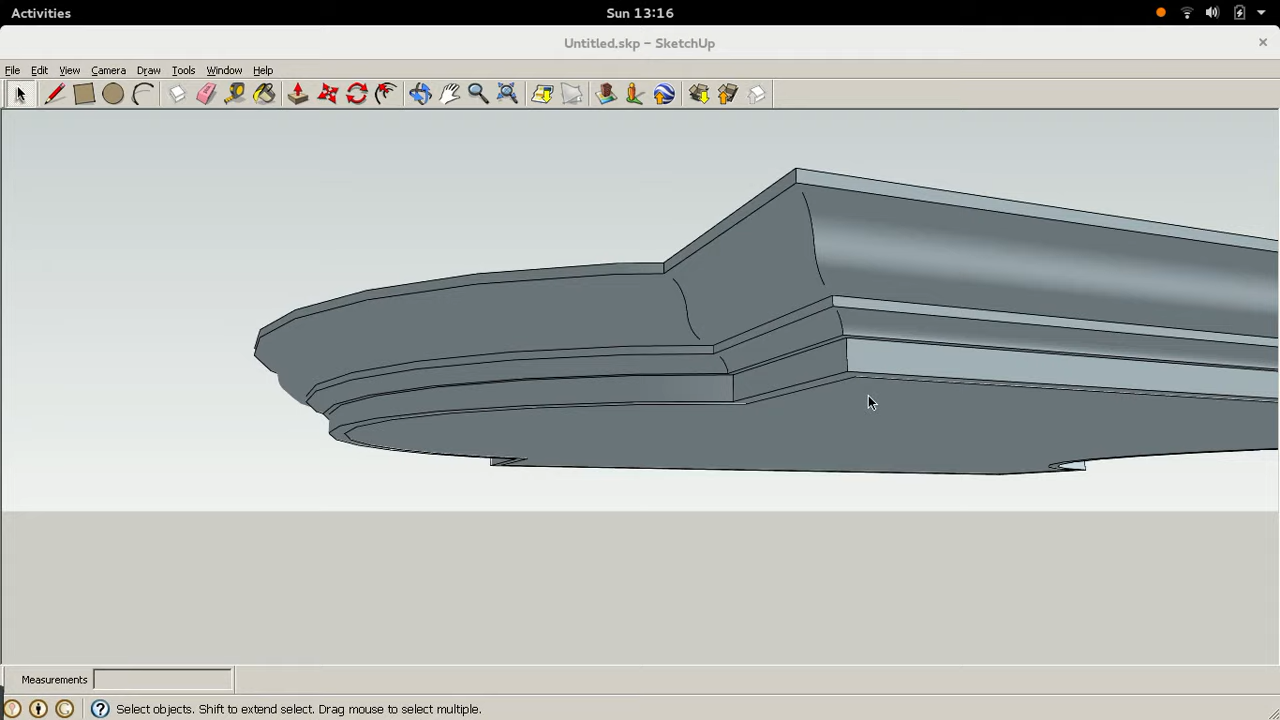 Activities
Sun 13:16
Untitled.skp - SketchUp
File Edit View Camera Draw Tools Window Help
Measurements
Select objects. Shift to extend select. Drag mouse to select multiple.